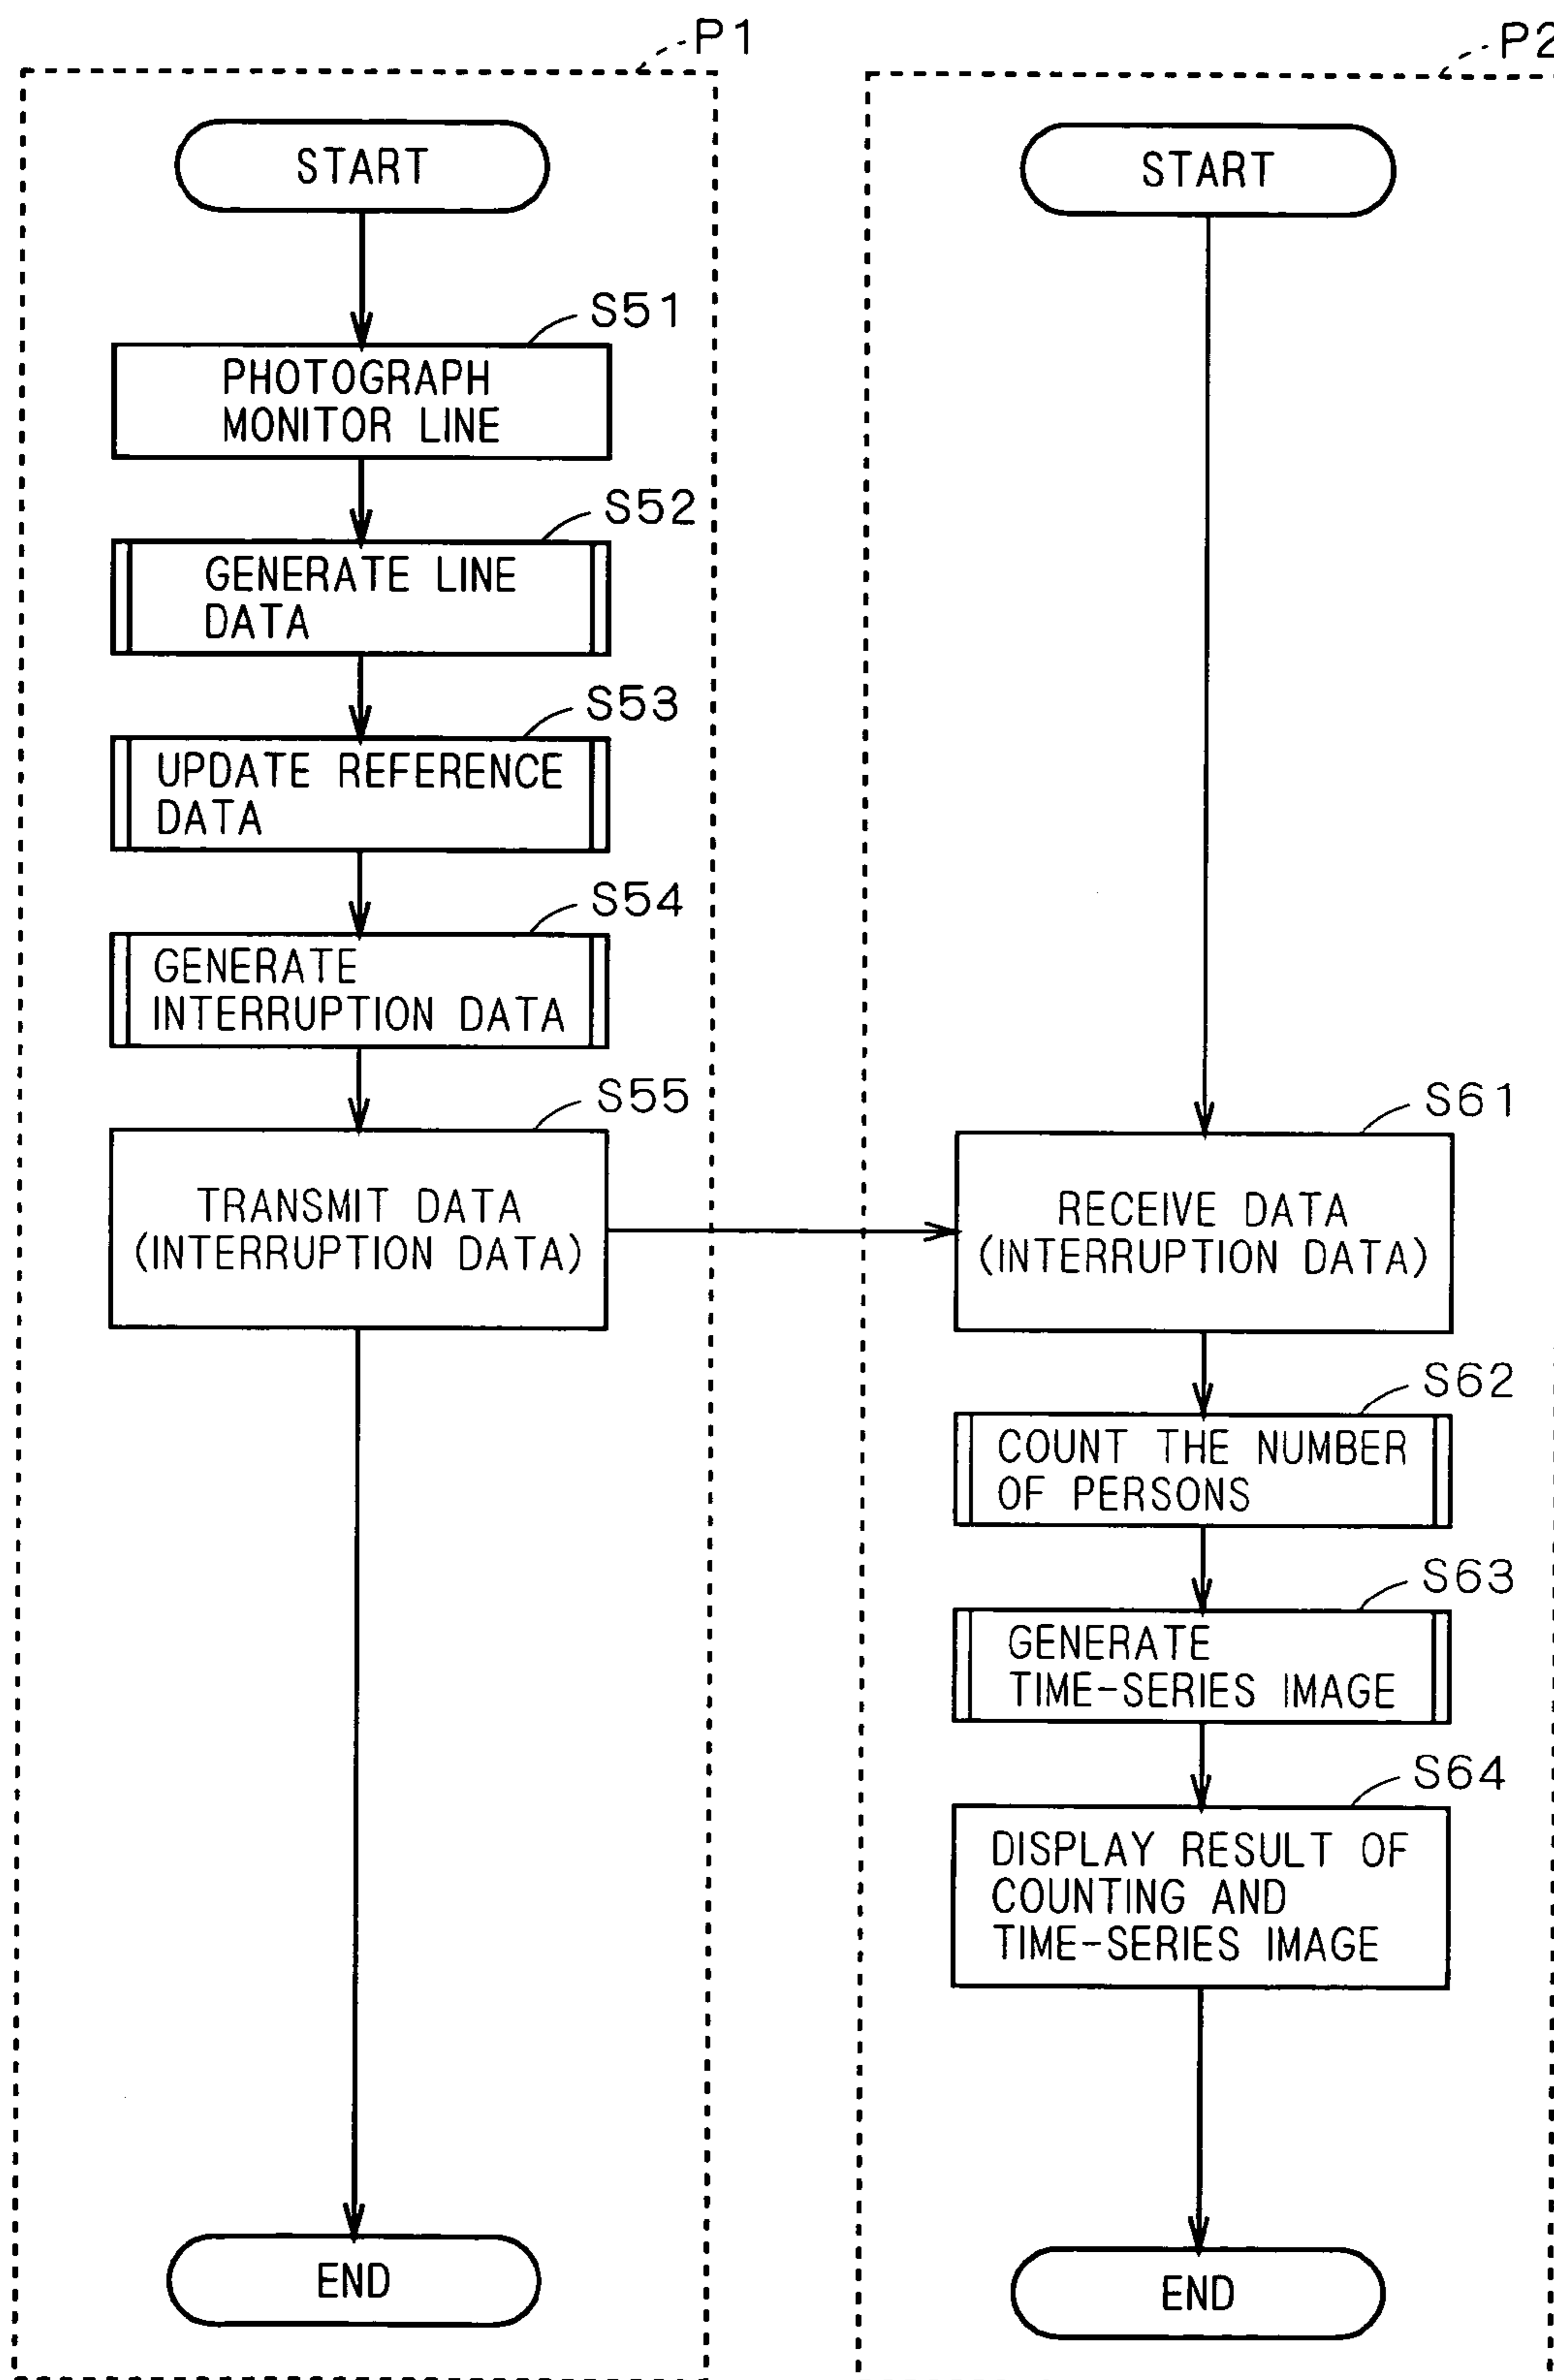 P1
START
S51
PHOTOGRAPH
MONITOR LINE
S52
GENERATE LINE
DATA
S53
UPDATE REFERENCE
DATA
S54
GENERATE
INTERRUPTION DATA
S55
TRANSMIT DATA
(INTERRUPTION DATA)
END
P2
START
S61
RECEIVE DATA
(INTERRUPTION DATA)
S62
COUNT THE NUMBER
OF PERSONS
S63
GENERATE
TIME-SERIES IMAGE
S64
DISPLAY RESULT OF
COUNTING AND
TIME-SERIES IMAGE
END